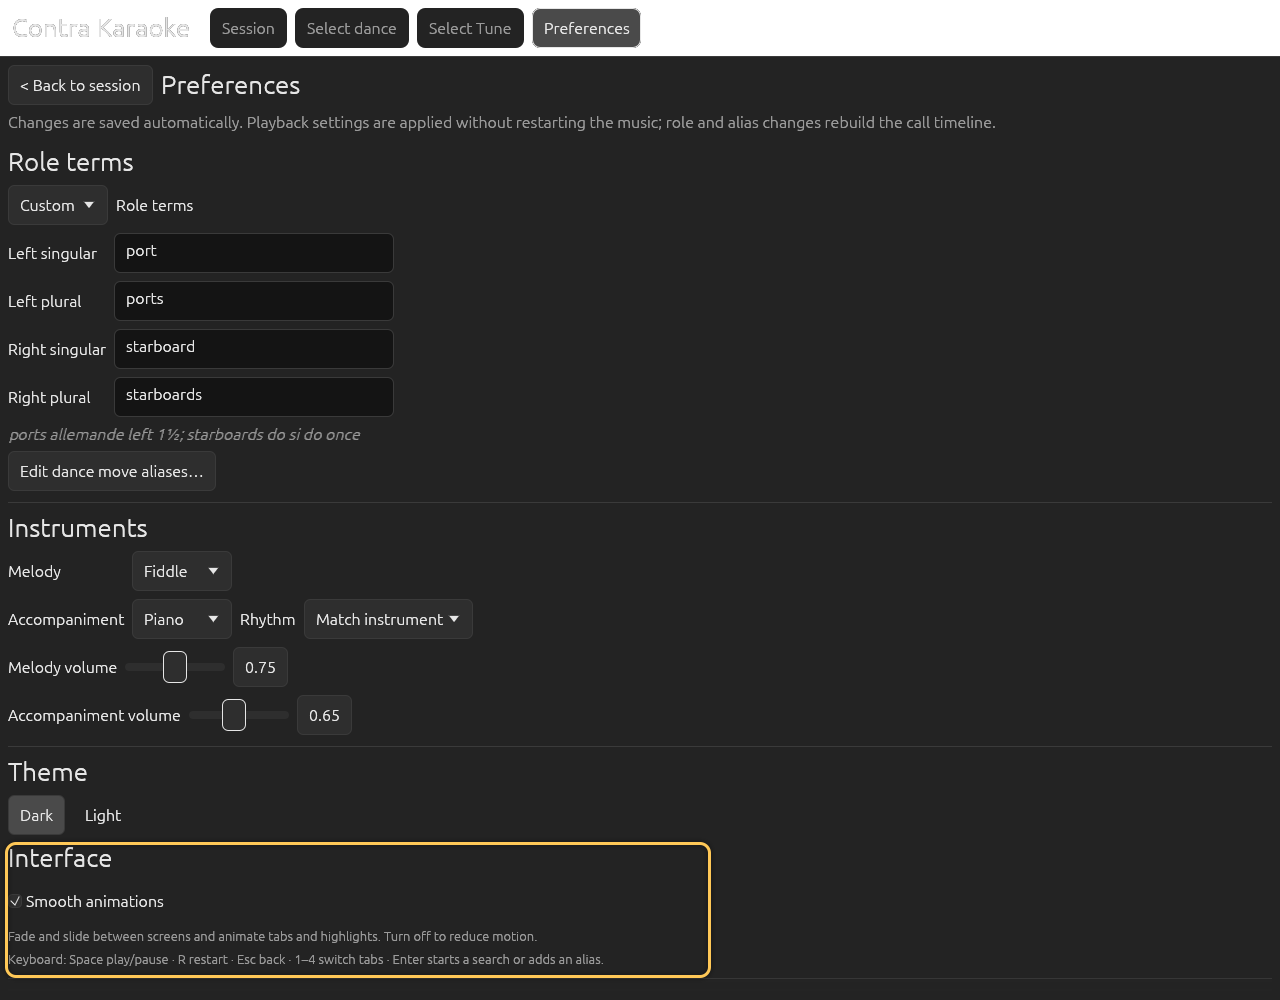 Contra Karaoke
Session
Select dance
Select Tune
Preferences
< Back to session
Preferences
Changes are saved automatically. Playback settings are applied without restarting the music; role and alias changes rebuild the call timeline.
Role terms
Custom
Role terms
Left singular
port
Left plural
ports
Right singular
starboard
Right plural
starboards
ports allemande left 1½; starboards do si do once
Edit dance move aliases…
Instruments
Melody
Fiddle
Accompaniment
Piano
Rhythm
Match instrument
Melody volume
0.75
Accompaniment volume
0.65
Theme
Dark
Light
Interface
Smooth animations
Fade and slide between screens and animate tabs and highlights. Turn off to reduce motion.
Keyboard: Space play/pause · R restart · Esc back · 1–4 switch tabs · Enter starts a search or adds an alias.